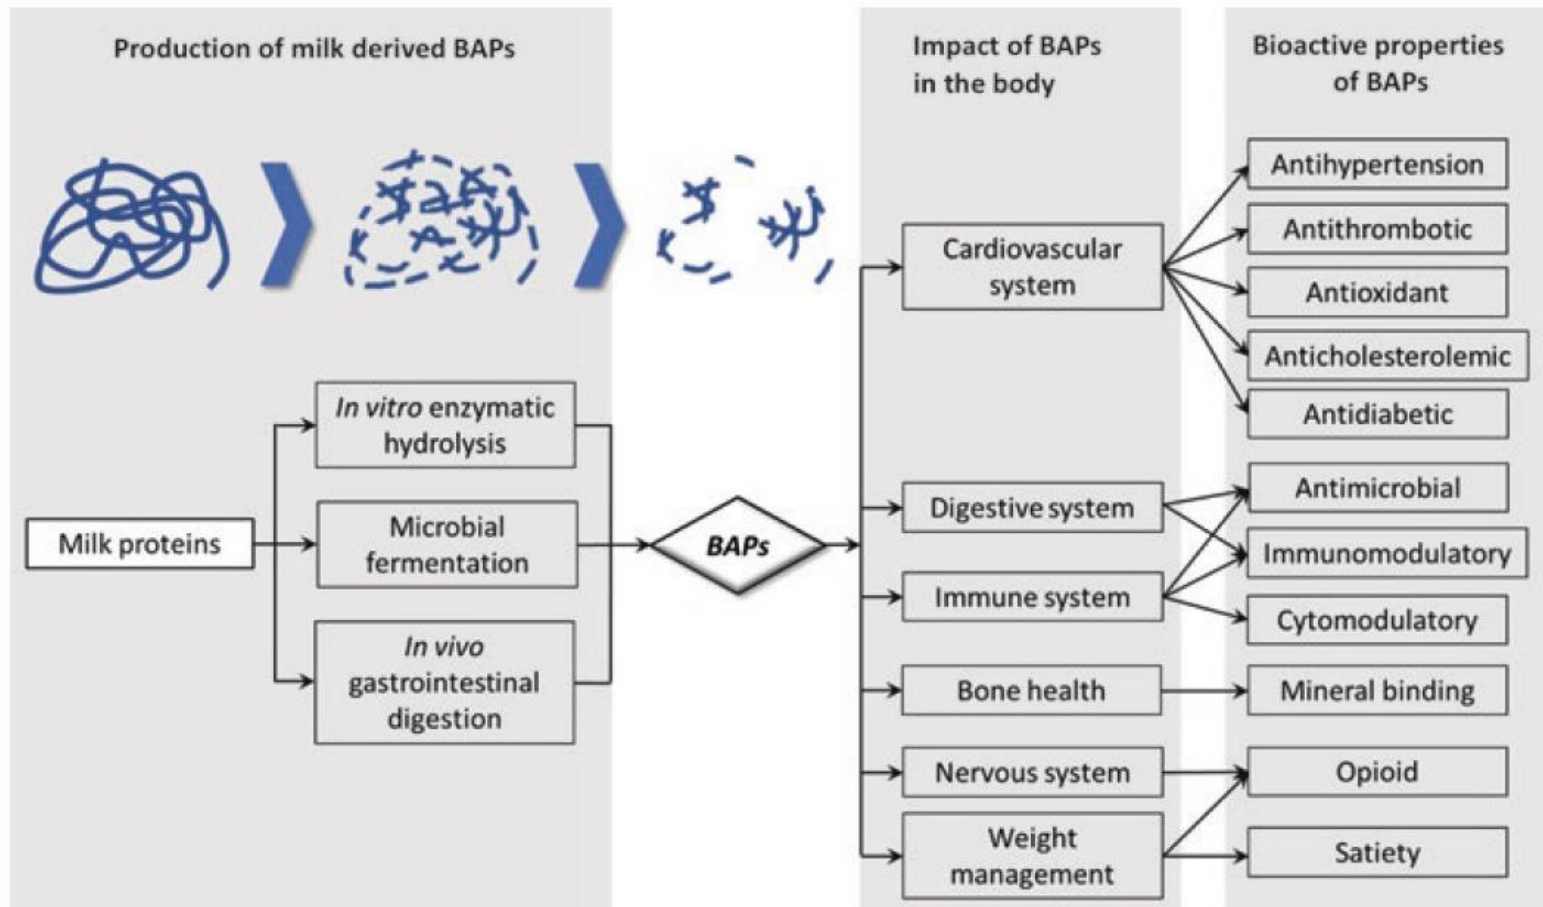 Production of milk derived BAPs
Impact of BAPs
in the body
Bioactive properties
of BAPs
Milk proteins
In vitro enzymatic
hydrolysis
Microbial
fermentation
In vivo
gastrointestinal
digestion
BAPs
Cardiovascular
system
Digestive system
Immune system
Bone health
Nervous system
Weight
management
Antihypertension
Antithrombotic
Antioxidant
Anticholesterolemic
Antidiabetic
Antimicrobial
Immunomodulatory
Cytomodulatory
Mineral binding
Opioid
Satiety